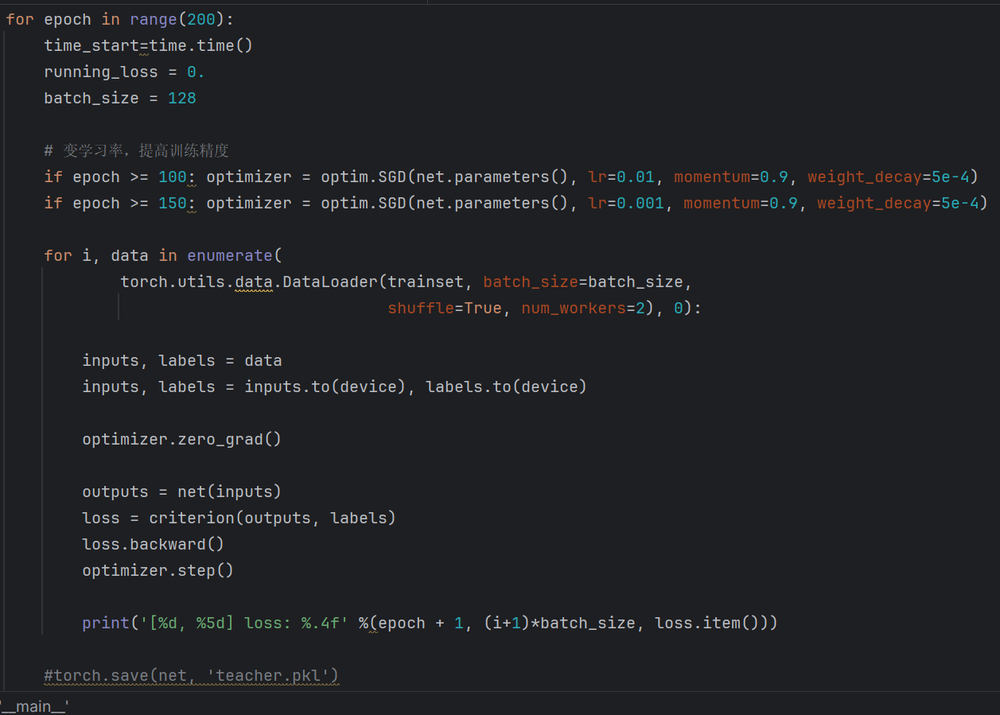 for epoch in range(200):
time_start=time.time()
running_loss = 0.
batch_size = 128
# 变学习率，提高训练精度
if epoch >= 100: optimizer = optim.SGD(net.parameters(), lr=0.01, momentum=0.9, weight_decay=5e-4)
if epoch >= 150: optimizer = optim.SGD(net.parameters(), lr=0.001, momentum=0.9, weight_decay=5e-4)
for i, data in enumerate(
torch.utils.data.DataLoader(trainset, batch_size=batch_size,
shuffle=True, num_workers=2), 0):
inputs, labels = data
inputs, labels = inputs.to(device), labels.to(device)
optimizer.zero_grad()
outputs = net(inputs)
loss = criterion(outputs, labels)
loss.backward()
optimizer.step()
print('[%d, %5d] loss: %.4f' %(epoch + 1, (i+1)*batch_size, loss.item()))
#torch.save(net, 'teacher.pkl')
'__main__'